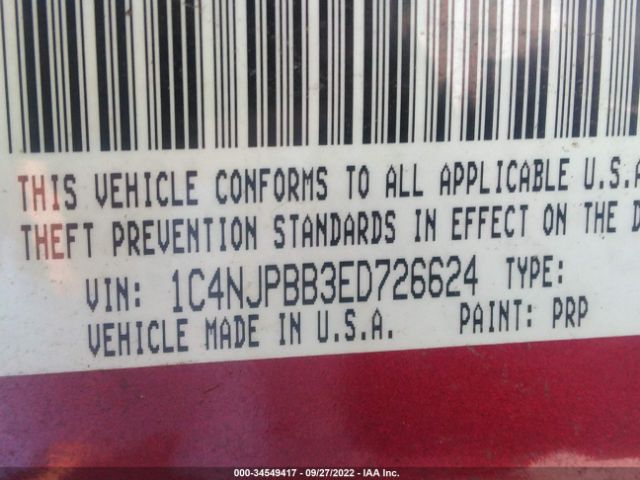 THIS VEHICLE CONFORMS TO ALL APPLICABLE U.S.A
THEFT PREVENTION STANDARDS IN EFFECT ON THE D
VIN: 1C4NJPBB3ED726624 TYPE:
VEHICLE MADE IN U.S.A. PAINT: PRP
000-34549417 - 09/27/2022 - IAA Inc.